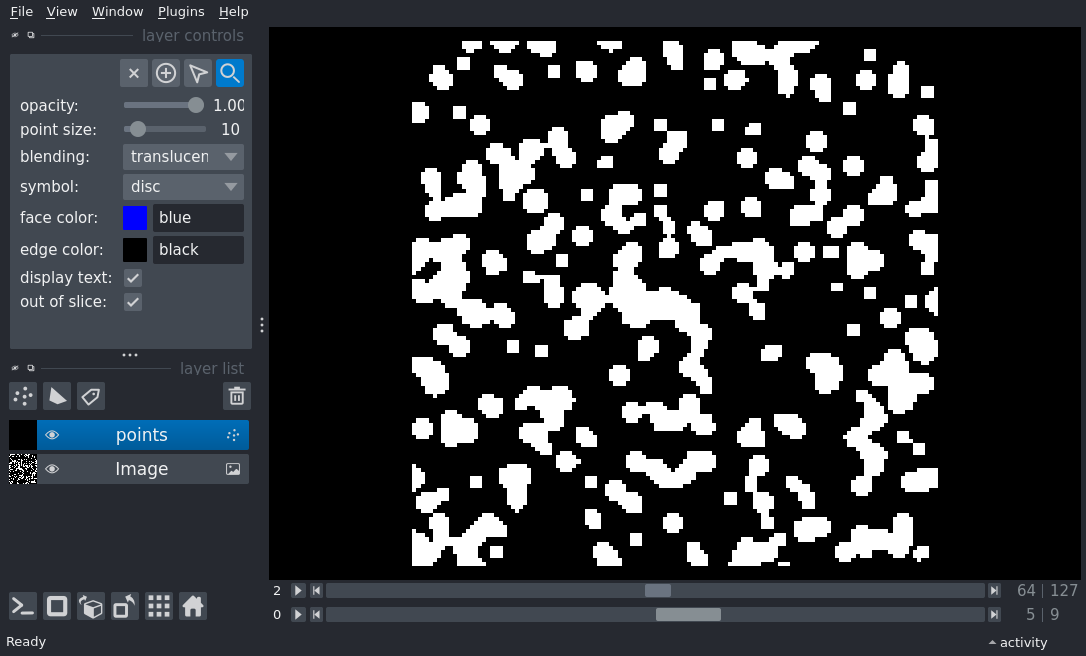 File View Window Plugins Help
layer controls
opacity: 1.00
point size: 10
blending: translucen
symbol: disc
face color: blue
edge color: black
display text:
out of slice:
layer list
points
Image
2 64 127
0 5 9
Ready activity